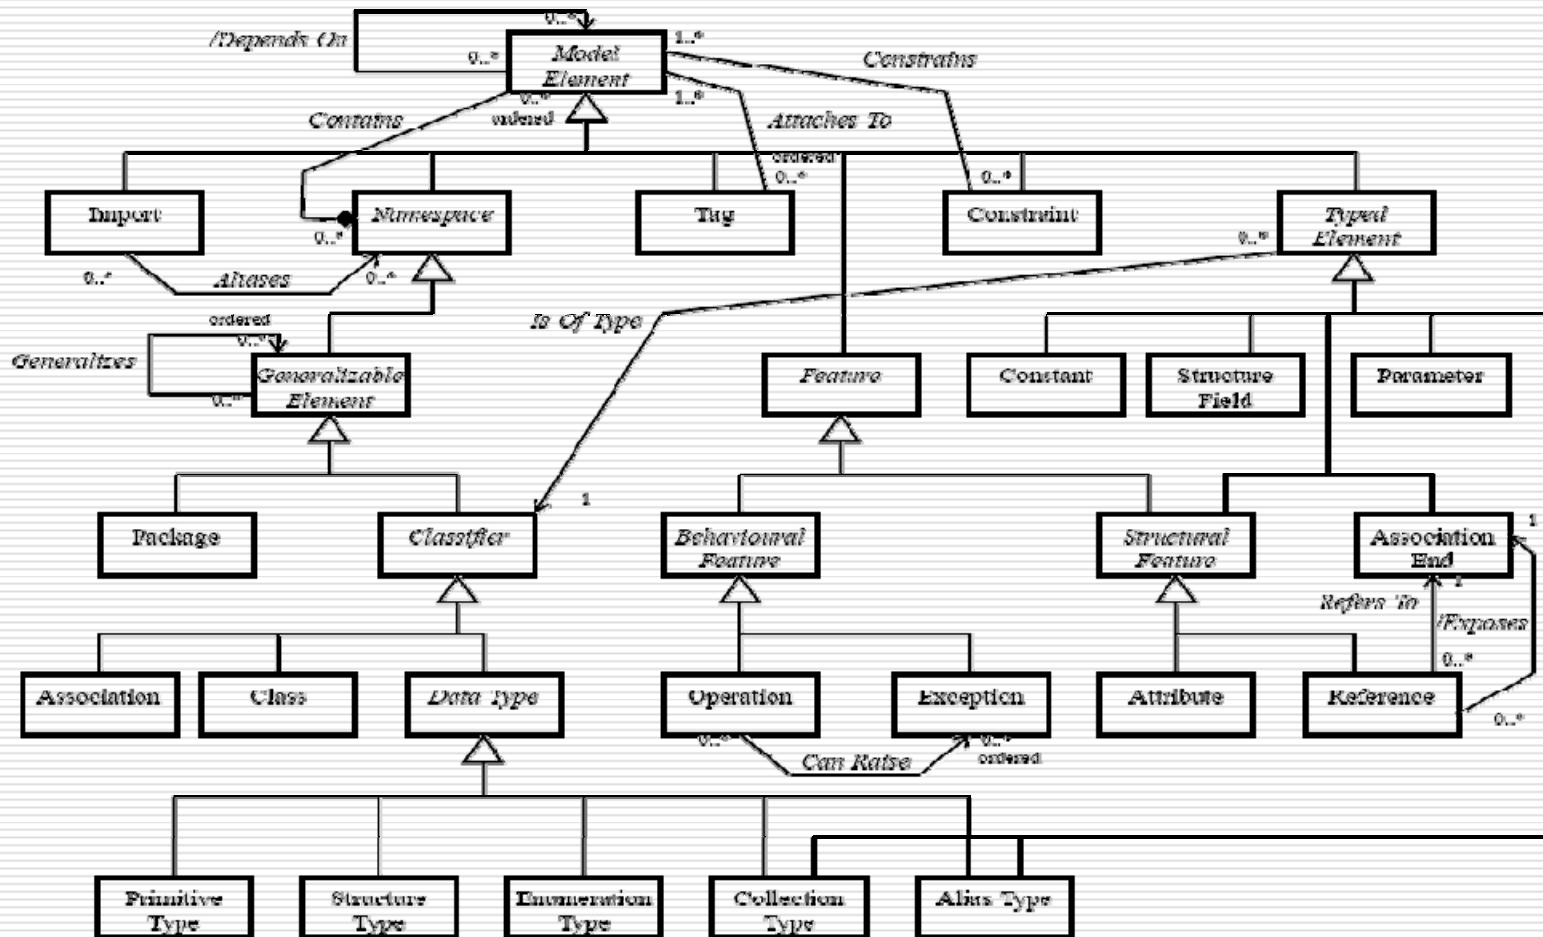 0..*
/Depends On
0..*
Model
Element
1..*
Constrains
0..*
ordered
1..*
Contains
Attaches To
ordered
0..*
0..*
Import
Namespace
Tag
Constraint
Typed
Element
0..*
0..*
0..*
Aliases
0..*
Is Of Type
ordered
0..*
Generalizes
Generalizable
Element
0..*
Feature
Constant
Structure
Field
Parameter
1
Package
Classifier
Behavioural
Feature
Structural
Feature
Association
End
1
1
Refers To
/Exposes
0..*
Association
Class
Data Type
Operation
Exception
Attribute
Reference
0..*
0..*
0..*
ordered
Can Raise
Primitive
Type
Structure
Type
Enumeration
Type
Collection
Type
Alias Type